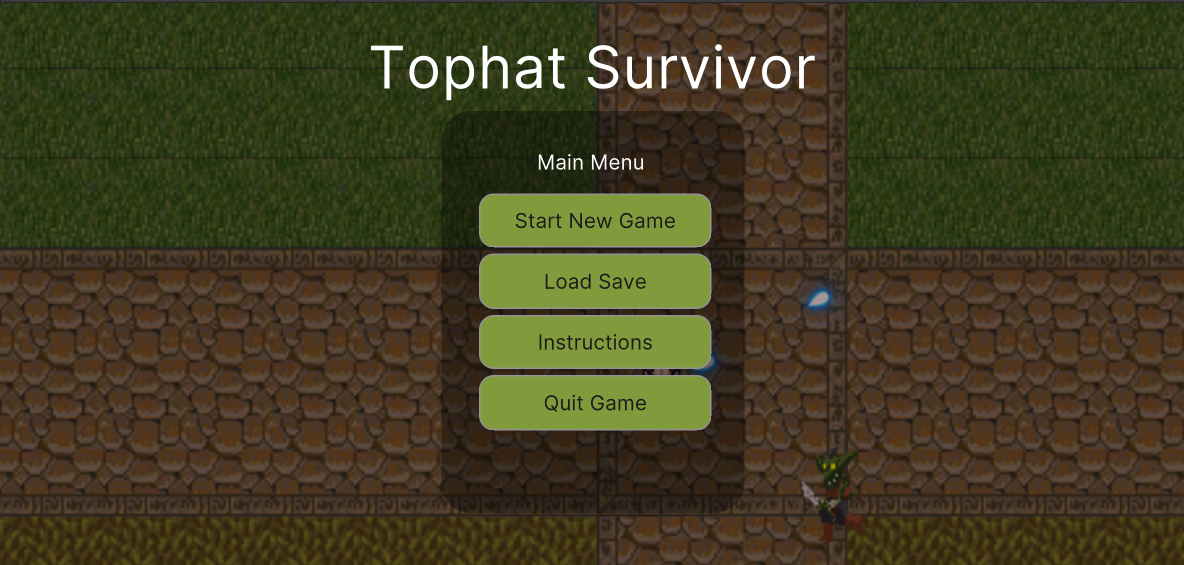 Tophat Survivor
Main Menu
Start New Game
Load Save
Instructions
Quit Game